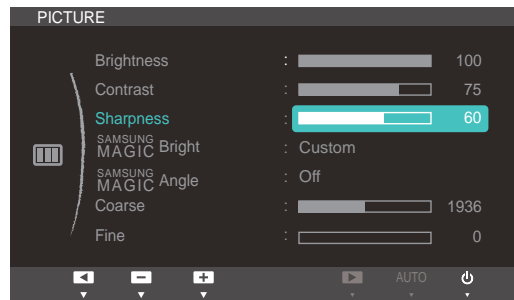 PICTURE
Brightness : 100
Contrast : 75
Sharpness : 60
SAMSUNG MAGIC Bright : Custom
SAMSUNG MAGIC Angle : Off
Coarse : 1936
Fine : 0
AUTO